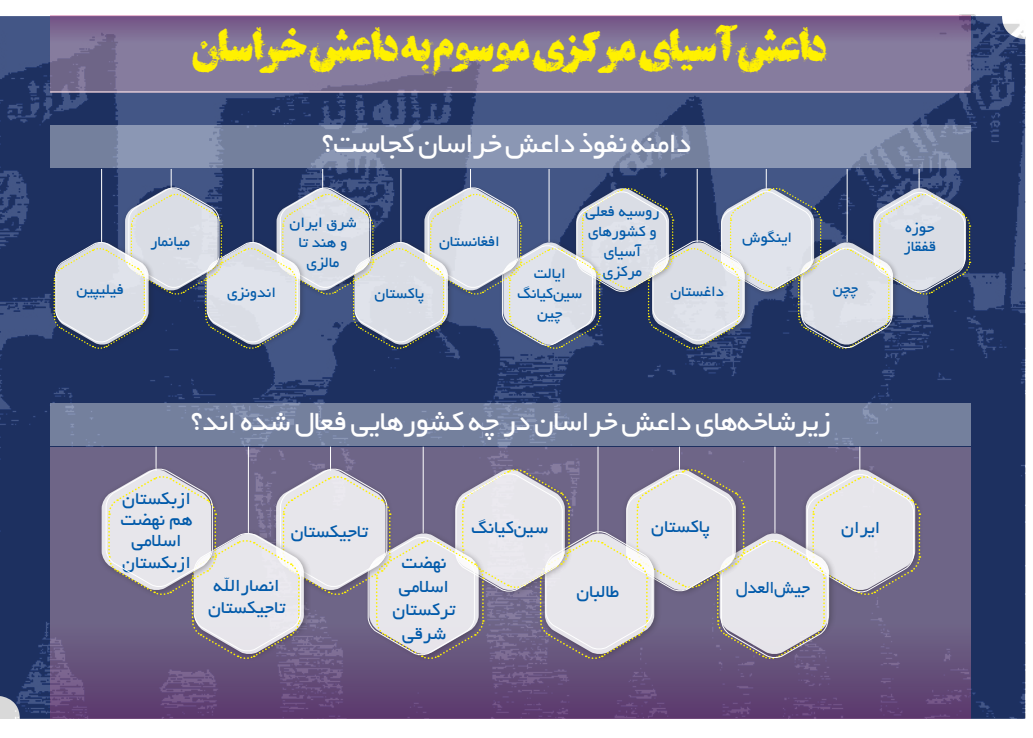 داعش آسیای مرکزی موسوم به داعش خراسان
دامنه نفوذ داعش خراسان کجاست؟
حوزه
قفقاز
چچن
اینگوش
داغستان
روسیه فعلی
و کشورهای
آسیای
مرکزی
ایالت
سین‌کیانگ
چین
افغانستان
پاکستان
شرق ایران
و هند تا
مالزی
اندونزی
میانمار
فیلیپین
زیرشاخه‌های داعش خراسان در چه کشورهایی فعال شده اند؟
ایران
جیش‌العدل
پاکستان
طالبان
سین‌کیانگ
نهضت
اسلامی
ترکستان
شرقی
تاجیکستان
انصارالله
تاجیکستان
ازبکستان
هم نهضت
اسلامی
ازبکستان